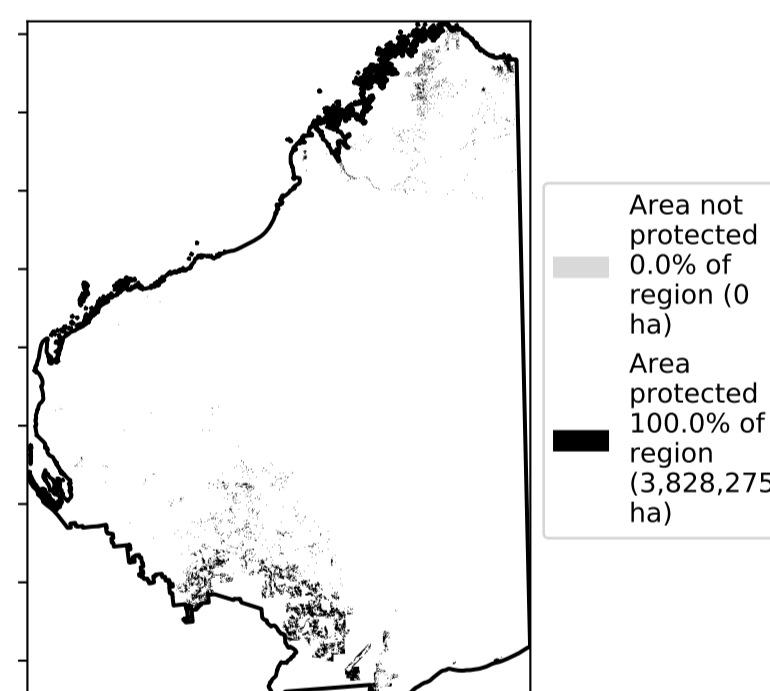 Area not
protected
0.0% of
region (0
ha)
Area
protected
100.0% of
region
(3,828,275
ha)